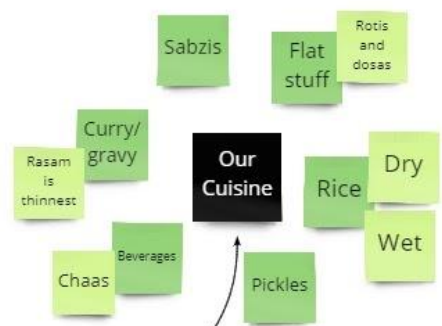 Sabzis
Flat
stuff
Rotis
and
dosas
Curry/
gravy
Rasam
is
thinnest
Our
Cuisine
Rice
Dry
Wet
Beverages
Chaas
Pickles